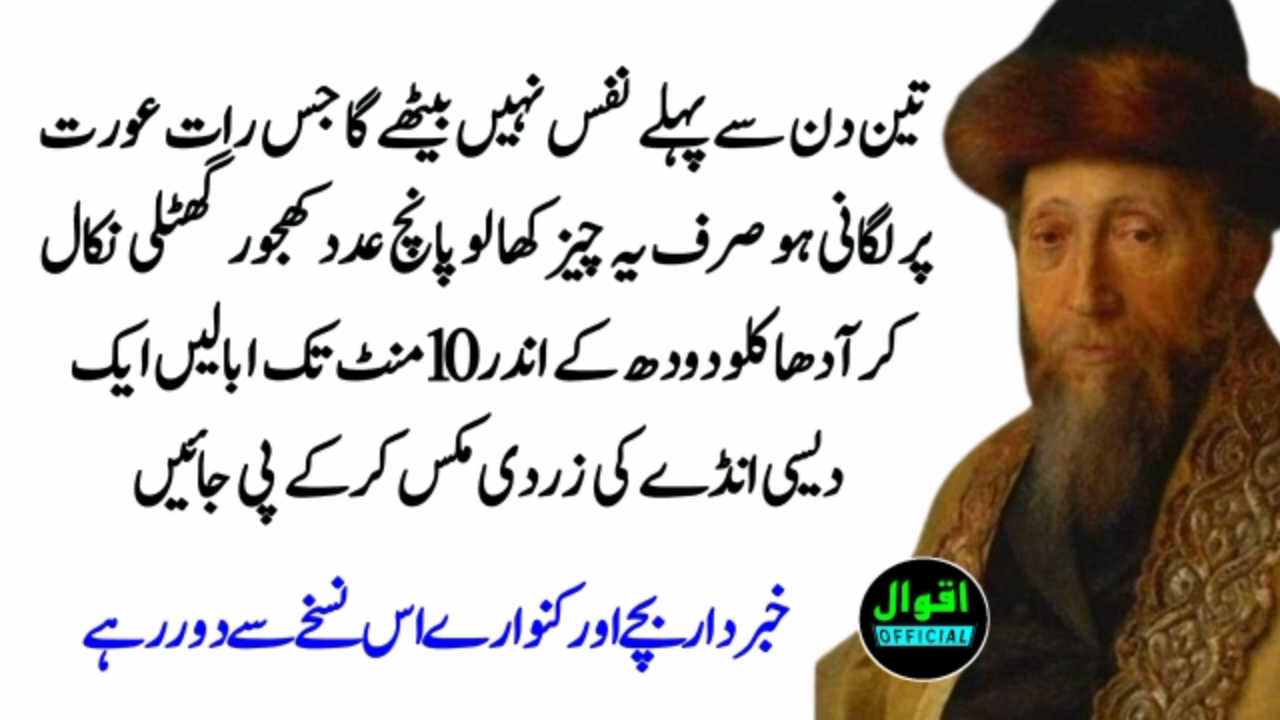 تین دن سے پہلے نفس نہیں بیٹھے گا جس رات عورت
پر لگانی ہو صرف یہ چیز کھالو پانچ عدد کھجور گھٹلی نکال
کر آدھا کلو دودھ کے اندر 10 منٹ تک ابالیں ایک
دیسی انڈے کی زردی مکس کر کے پی جائیں
خبردار بچے اور کنوارے اس نسخے سے دور رہے
اقوال
OFFICIAL